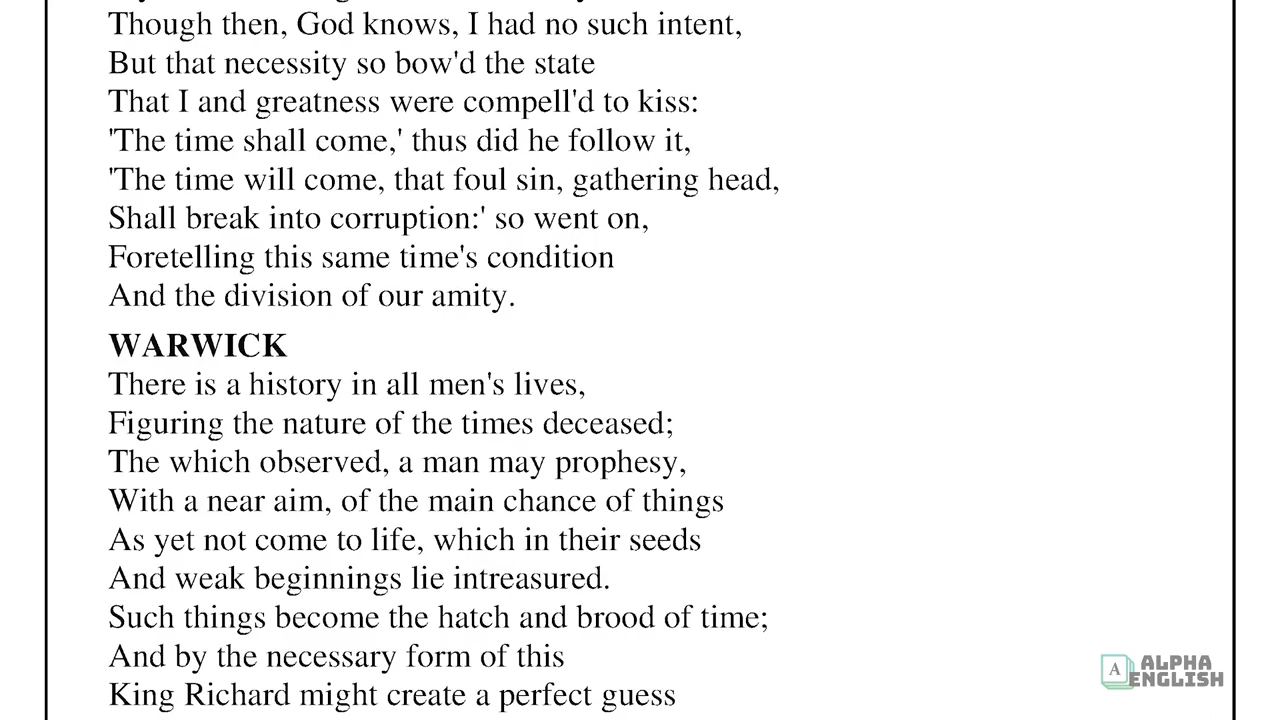 Though then, God knows, I had no such intent,
But that necessity so bow'd the state
That I and greatness were compell'd to kiss:
'The time shall come,' thus did he follow it,
'The time will come, that foul sin, gathering head,
Shall break into corruption:' so went on,
Foretelling this same time's condition
And the division of our amity.
WARWICK
There is a history in all men's lives,
Figuring the nature of the times deceased;
The which observed, a man may prophesy,
With a near aim, of the main chance of things
As yet not come to life, which in their seeds
And weak beginnings lie intreasured.
Such things become the hatch and brood of time;
And by the necessary form of this
King Richard might create a perfect guess
A
ALPHA
ENGLISH